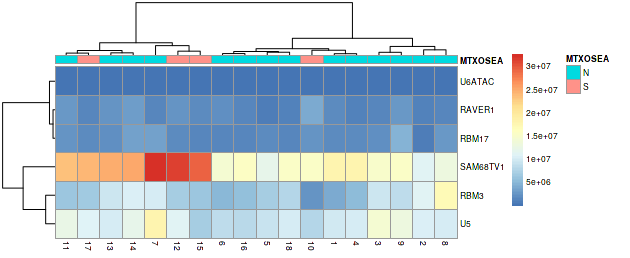 MTXOSEA
U6ATAC
RAVER1
RBM17
SAM68TV1
RBM3
U5
11 17 13 14 7 12 15 6 16 5 18 10 1 4 3 9 2 8
3e+07
2.5e+07
2e+07
1.5e+07
1e+07
5e+06
MTXOSEA
N
S